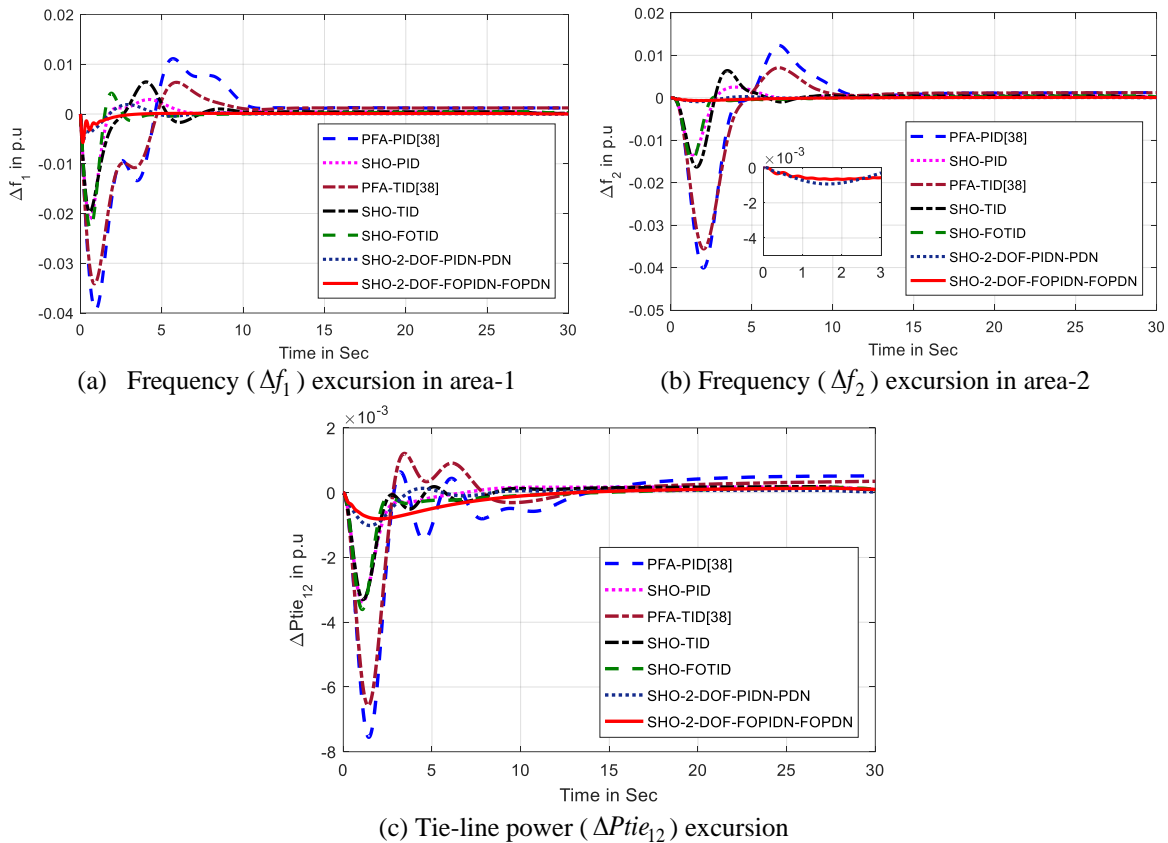 0.02
0.01
0
-0.01
-0.02
-0.03
-0.04
Δf1 in p.u
0 5 10 15 20 25 30
Time in Sec
PFA-PID[38]
SHO-PID
PFA-TID[38]
SHO-TID
SHO-FOTID
SHO-2-DOF-PIDN-PDN
SHO-2-DOF-FOPIDN-FOPDN
(a) Frequency (Δf1) excursion in area-1
0.02
0.01
0
-0.01
-0.02
-0.03
-0.04
-0.05
Δf2 in p.u
0 5 10 15 20 25 30
Time in Sec
×10-3
0
-2
-4
0 1 2 3
PFA-PID[38]
SHO-PID
PFA-TID[38]
SHO-TID
SHO-FOTID
SHO-2-DOF-PIDN-PDN
SHO-2-DOF-FOPIDN-FOPDN
(b) Frequency (Δf2) excursion in area-2
×10-3
2
0
-2
-4
-6
-8
ΔPtie12 in p.u
0 5 10 15 20 25 30
Time in Sec
PFA-PID[38]
SHO-PID
PFA-TID[38]
SHO-TID
SHO-FOTID
SHO-2-DOF-PIDN-PDN
SHO-2-DOF-FOPIDN-FOPDN
(c) Tie-line power (ΔPtie12) excursion